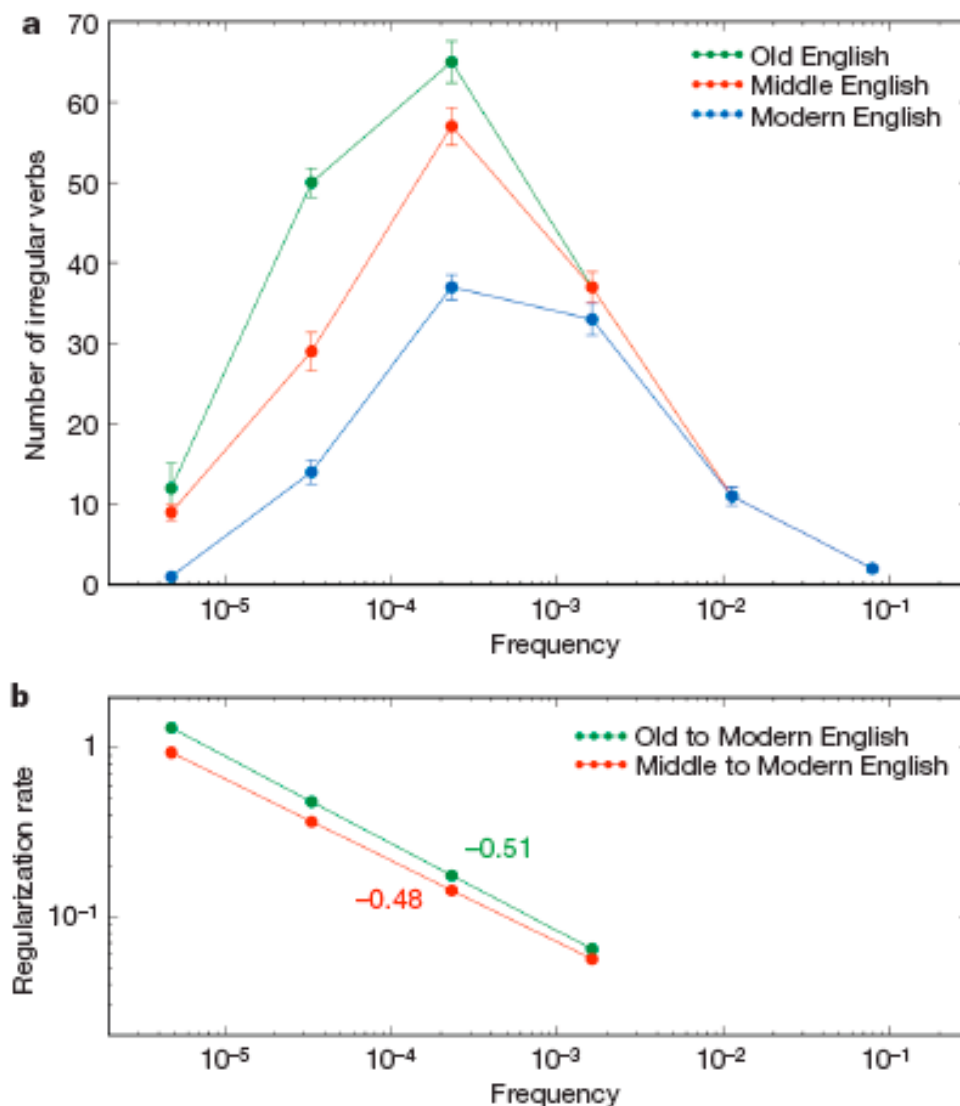 a
70
60
50
40
30
20
10
0
Number of irregular verbs
Old English
Middle English
Modern English
10⁻⁵ 10⁻⁴ 10⁻³ 10⁻² 10⁻¹
Frequency
b
1
10⁻¹
Regularization rate
Old to Modern English
Middle to Modern English
–0.51
–0.48
10⁻⁵ 10⁻⁴ 10⁻³ 10⁻² 10⁻¹
Frequency